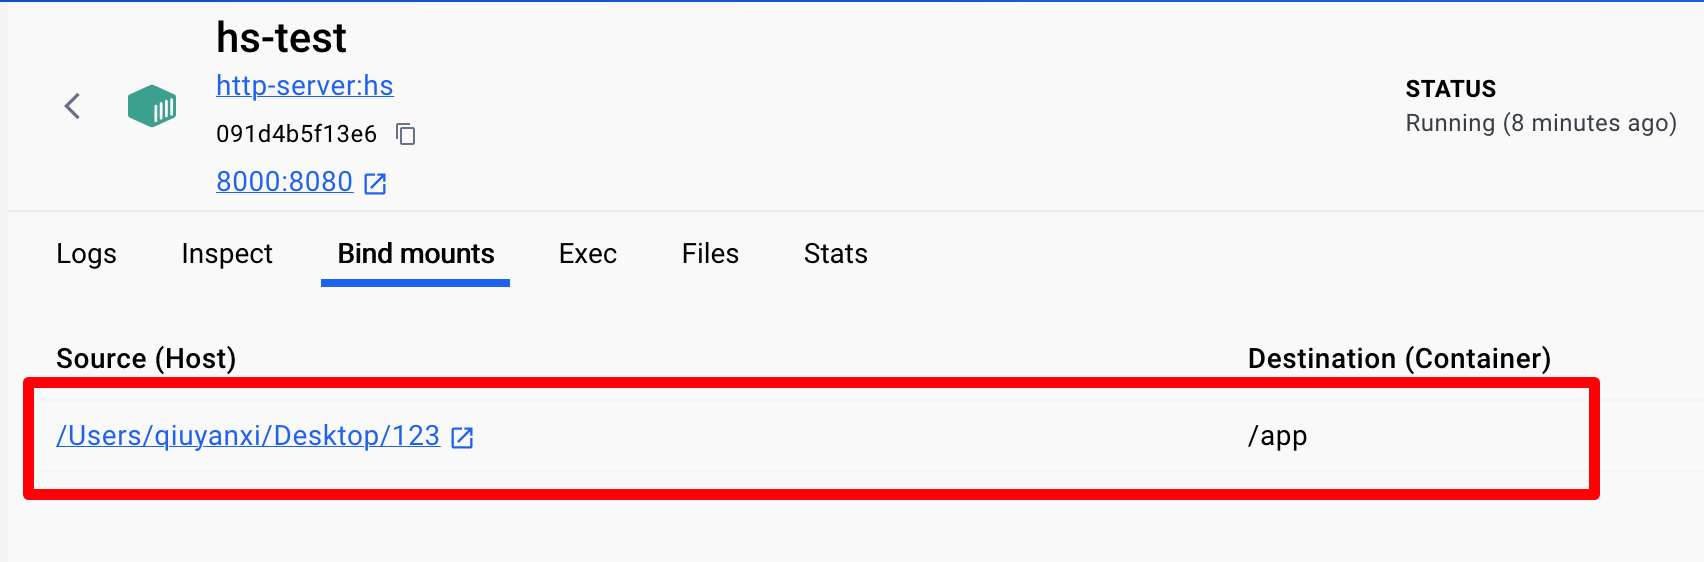 hs-test
http-server:hs
091d4b5f13e6
8000:8080
STATUS
Running (8 minutes ago)
Logs Inspect Bind mounts Exec Files Stats
Source (Host) Destination (Container)
/Users/qiuyanxi/Desktop/123 /app